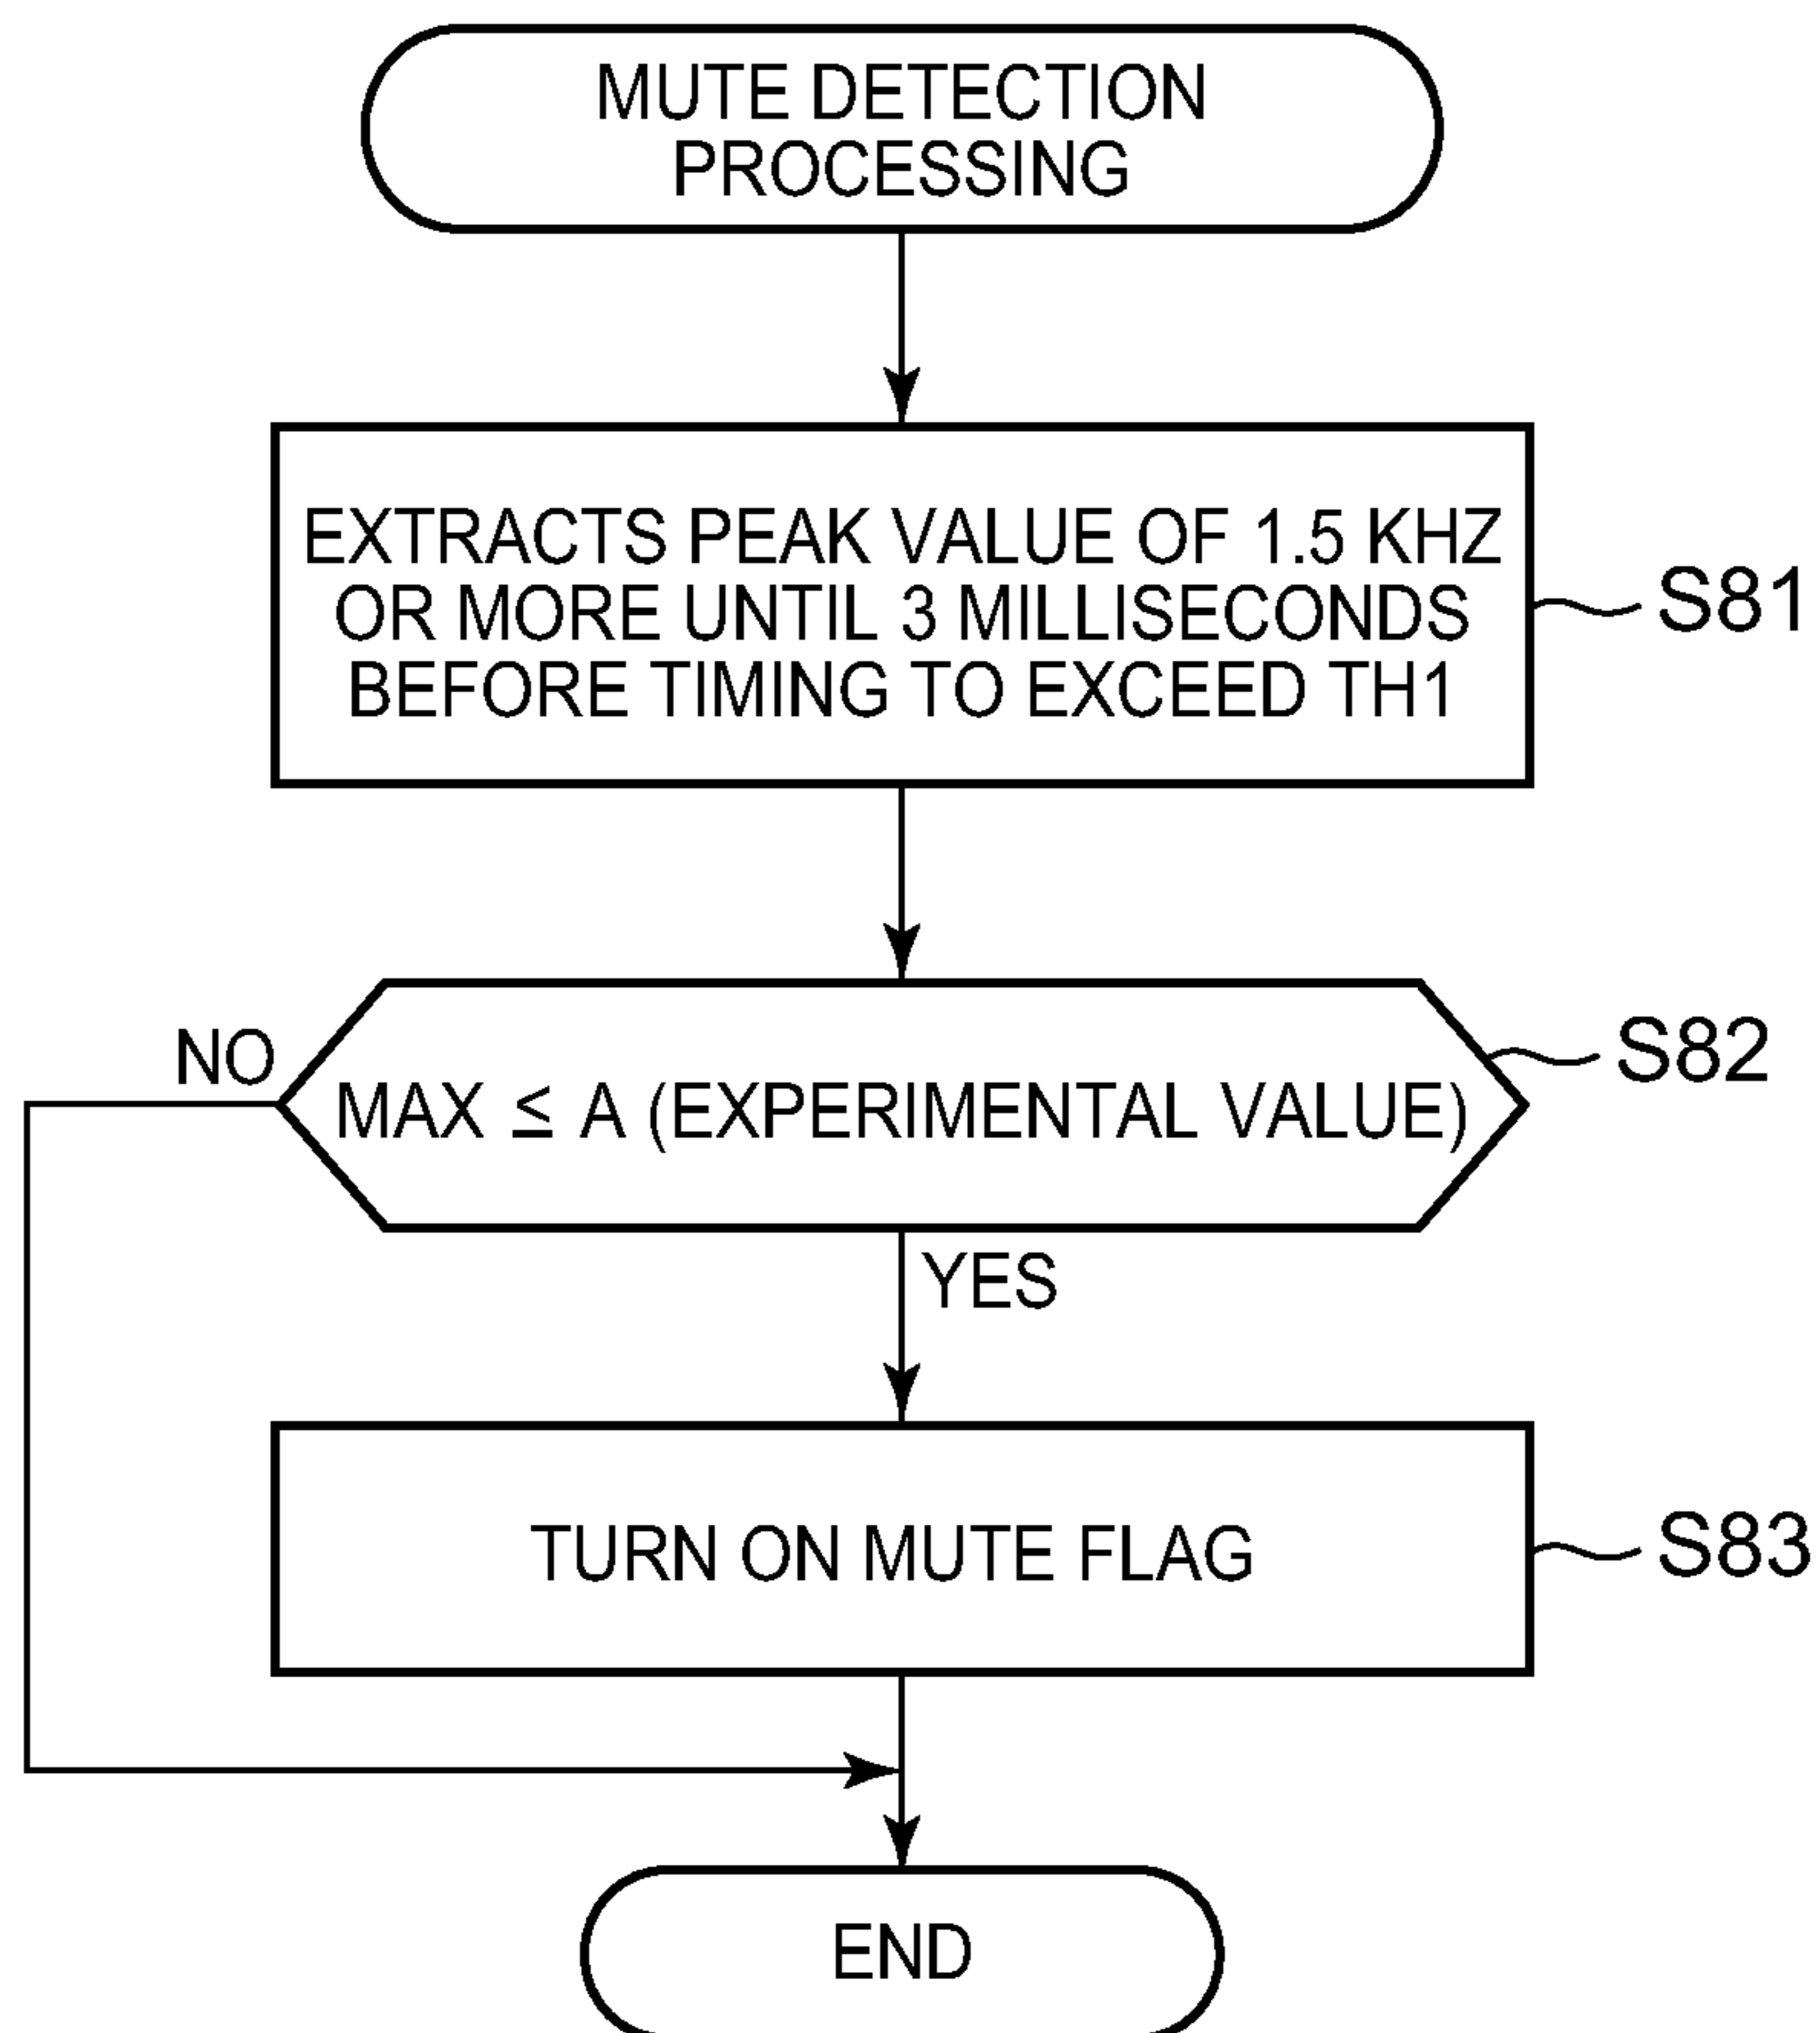 MUTE DETECTION
PROCESSING
EXTRACTS PEAK VALUE OF 1.5 KHZ
OR MORE UNTIL 3 MILLISECONDS
BEFORE TIMING TO EXCEED TH1
S81
NO
S82
MAX ≤ A (EXPERIMENTAL VALUE)
YES
TURN ON MUTE FLAG
S83
END